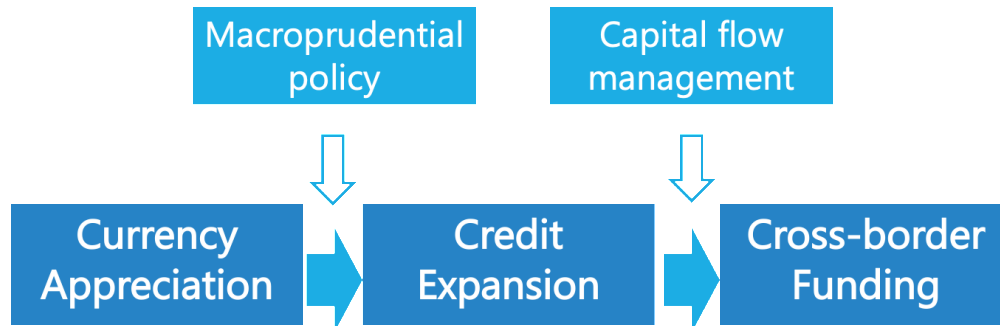 Macroprudential
policy
Capital flow
management
Currency
Appreciation
Credit
Expansion
Cross-border
Funding